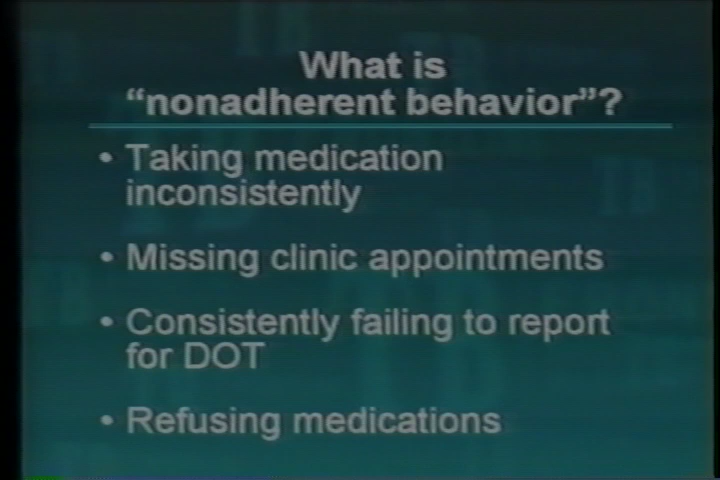 What is
“nonadherent behavior”?
• Taking medication
inconsistently
• Missing clinic appointments
• Consistently failing to report
for DOT
• Refusing medications